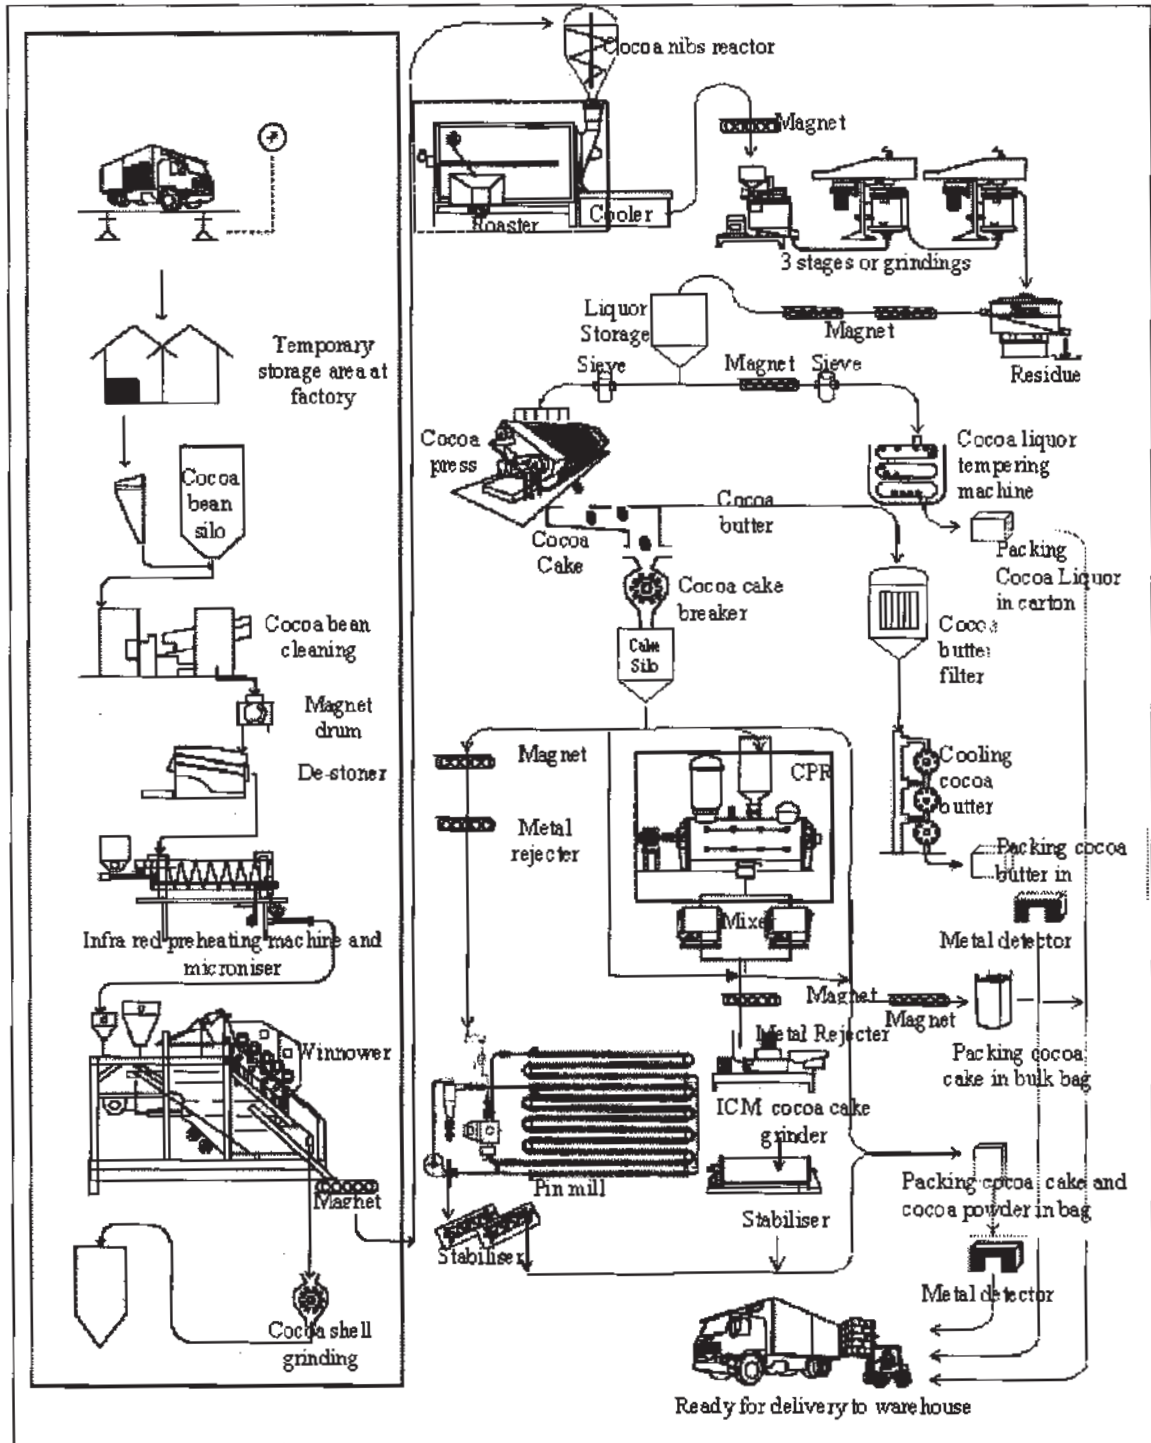 Temporary
storage area at
factory
Cocoa
bean
silo
Cocoa bean
cleaning
Magnet
drum
De-stoner
Infra red preheating machine and
microniser
Winnower
Magnet
Cocoa shell
grinding
Cocoa nibs reactor
Roaster
Cooler
Magnet
3 stages or grindings
Residue
Magnet
Liquor
Storage
Sieve
Magnet
Sieve
Cocoa
press
Cocoa liquor
tempering
machine
Packing
Cocoa Liquor
in carton
Cocoa
butter
Cocoa
Cake
Cocoa cake
breaker
Cake
Silo
Cocoa
butter
filter
Cooling
cocoa
butter
Packing cocoa
butter in
Metal detector
Magnet
Metal
rejecter
CPR
Mixer
Magnet
Metal Rejecter
Magnet
Packing cocoa
cake in bulk bag
ICM cocoa cake
grinder
Pin mill
Stabiliser
Stabiliser
Packing cocoa cake and
cocoa powder in bag
Metal detector
Ready for delivery to warehouse